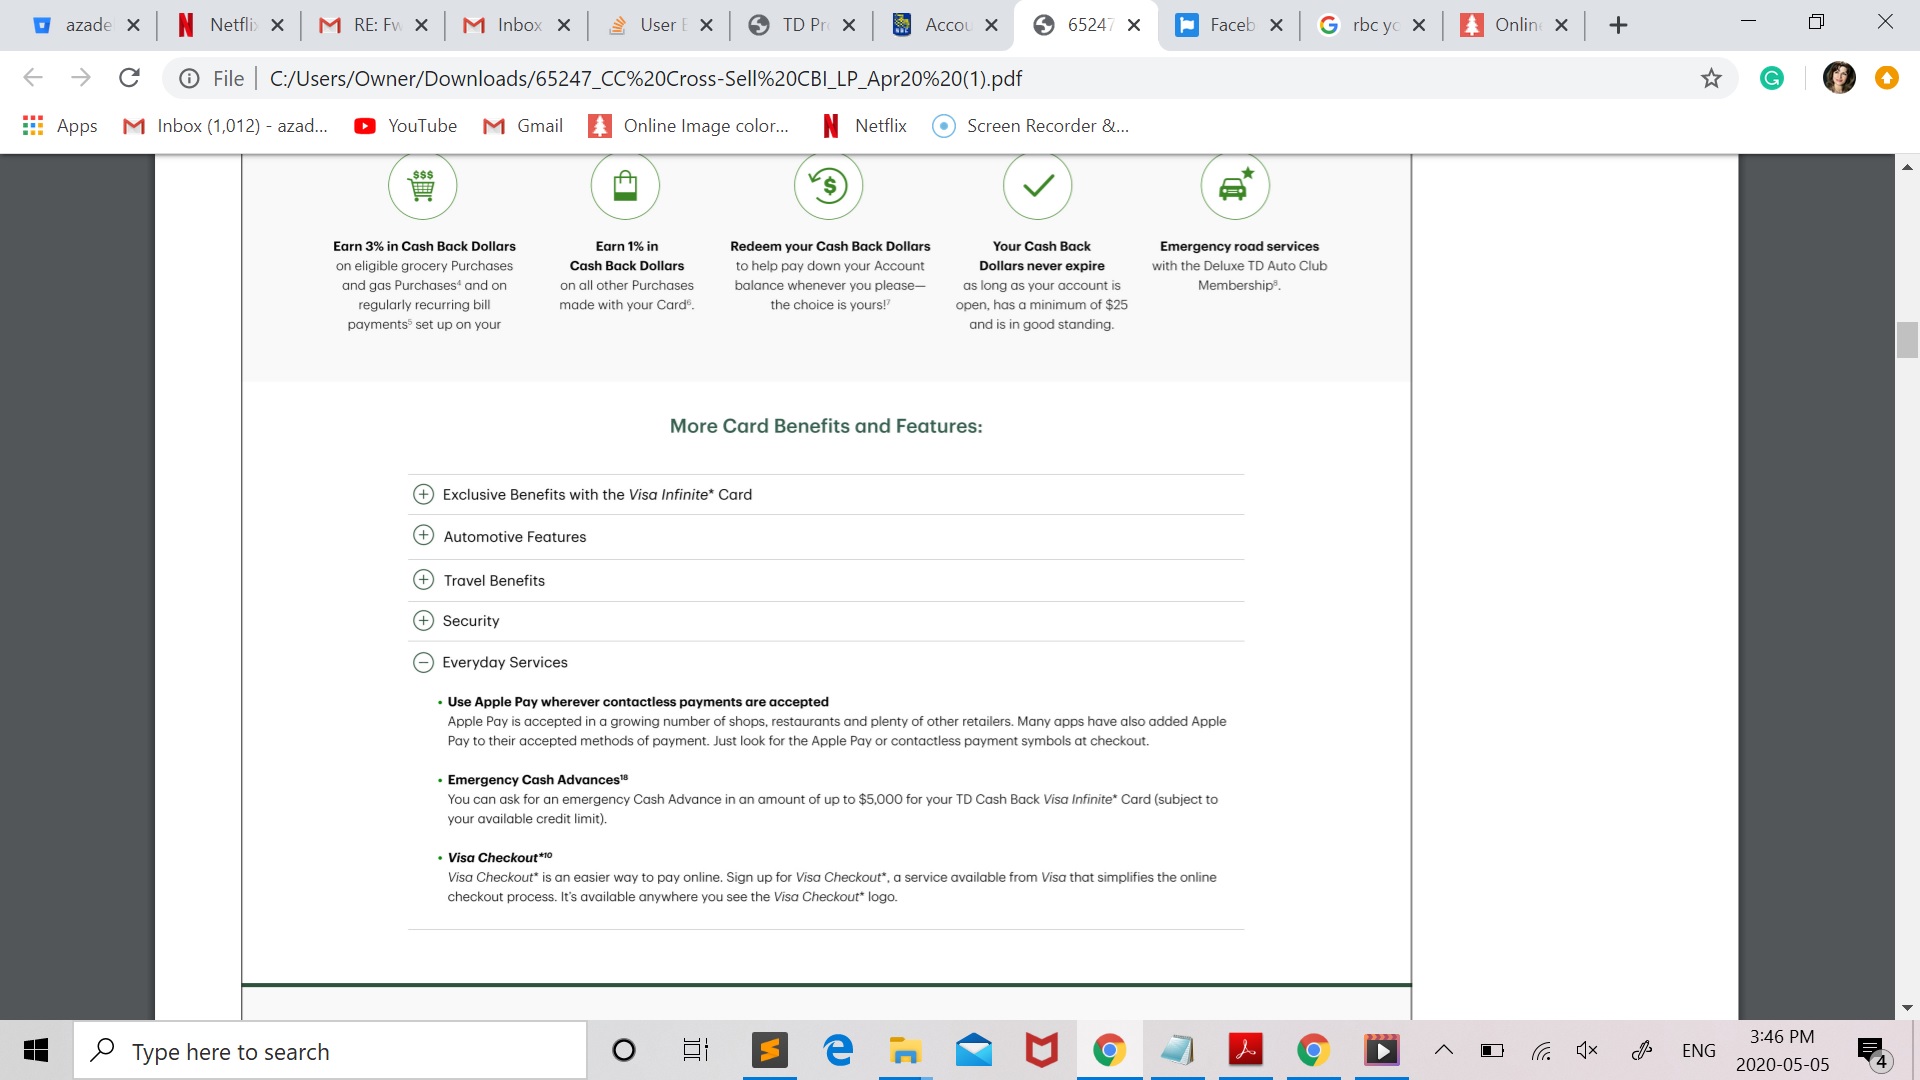 azade
Netfli
RE: Fw
Inbox
User E
TD Pr
Accou
65247
Faceb
rbc yo
Online
File
C:/Users/Owner/Downloads/65247_CC%20Cross-Sell%20CBI_LP_Apr20%20(1).pdf
Apps
Inbox (1,012) - azad...
YouTube
Gmail
Online Image color...
Netflix
Screen Recorder &...
$$$
Earn 3% in Cash Back Dollars
on eligible grocery Purchases
and gas Purchases⁴ and on
regularly recurring bill
payments⁵ set up on your
Earn 1% in
Cash Back Dollars
on all other Purchases
made with your Card⁶.
Redeem your Cash Back Dollars
to help pay down your Account
balance whenever you please—
the choice is yours!⁷
Your Cash Back
Dollars never expire
as long as your account is
open, has a minimum of $25
and is in good standing.
Emergency road services
with the Deluxe TD Auto Club
Membership⁸.
More Card Benefits and Features:
Exclusive Benefits with the Visa Infinite* Card
Automotive Features
Travel Benefits
Security
Everyday Services
• Use Apple Pay wherever contactless payments are accepted
Apple Pay is accepted in a growing number of shops, restaurants and plenty of other retailers. Many apps have also added Apple
Pay to their accepted methods of payment. Just look for the Apple Pay or contactless payment symbols at checkout.
• Emergency Cash Advances¹⁸
You can ask for an emergency Cash Advance in an amount of up to $5,000 for your TD Cash Back Visa Infinite* Card (subject to
your available credit limit).
• Visa Checkout*¹⁰
Visa Checkout* is an easier way to pay online. Sign up for Visa Checkout*, a service available from Visa that simplifies the online
checkout process. It's available anywhere you see the Visa Checkout* logo.
Type here to search
ENG
3:46 PM
2020-05-05
4